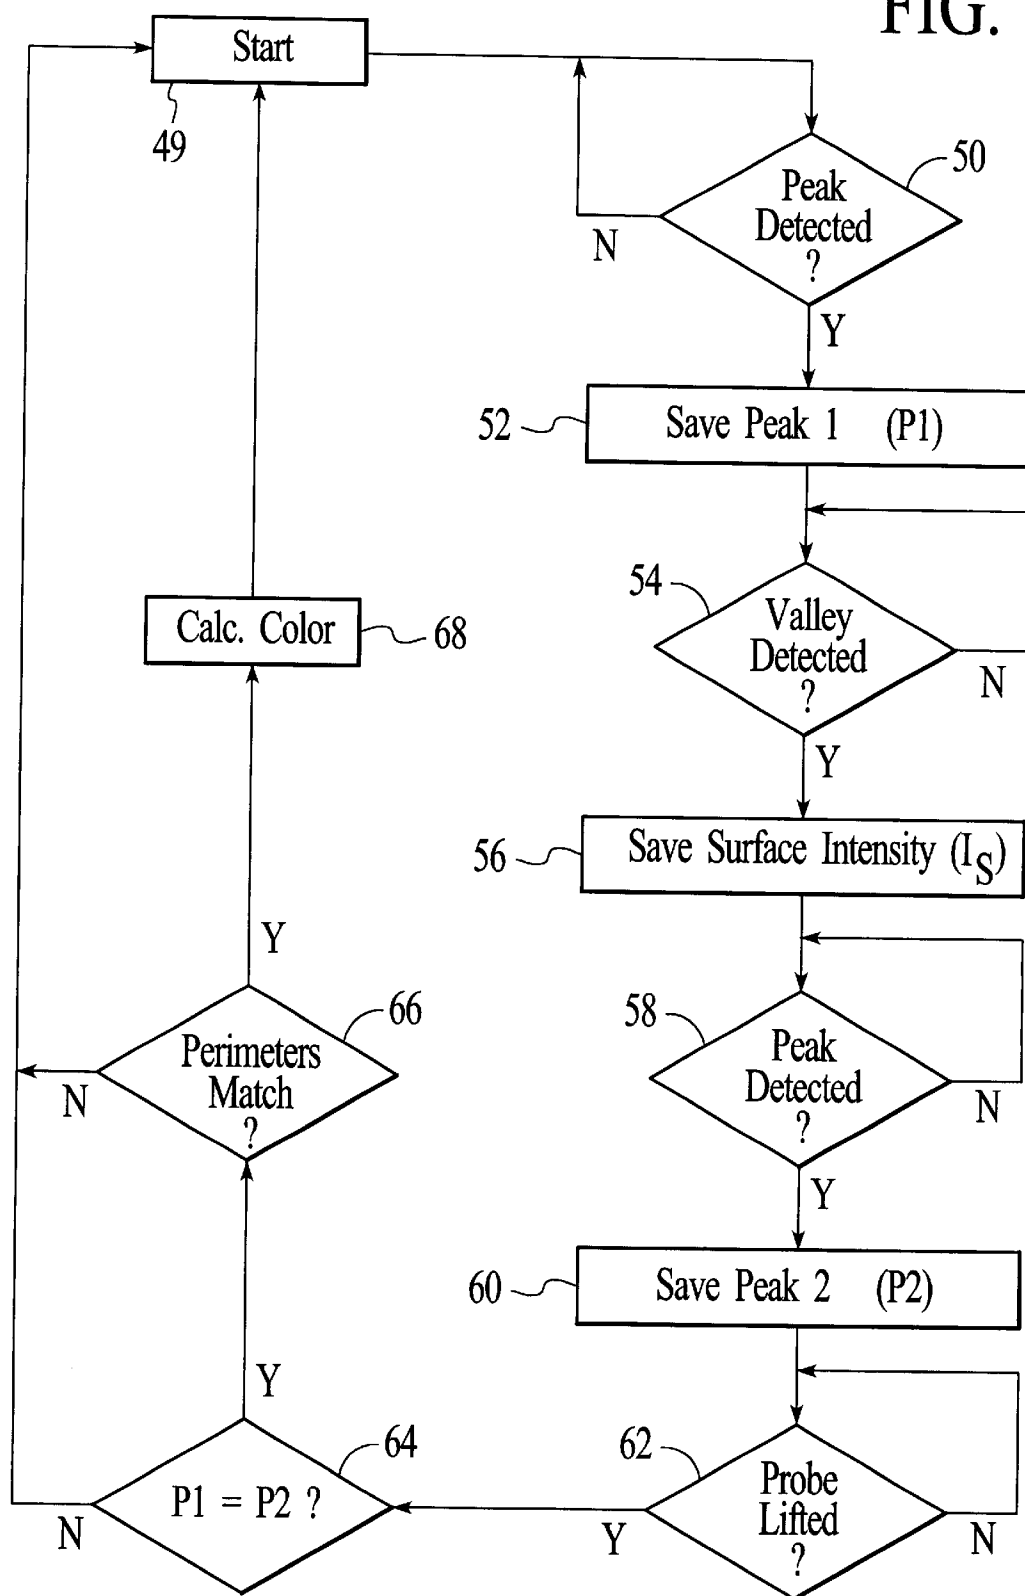 FIG.
Start
49
Peak
Detected
?
50
N
Y
52
Save Peak 1 (P1)
54
Valley
Detected
?
N
Y
Calc. Color
68
56
Save Surface Intensity (IS)
Y
66
Perimeters
Match
?
N
58
Peak
Detected
?
N
Y
60
Save Peak 2 (P2)
Y
64
P1 = P2 ?
N
62
Probe
Lifted
?
Y
N